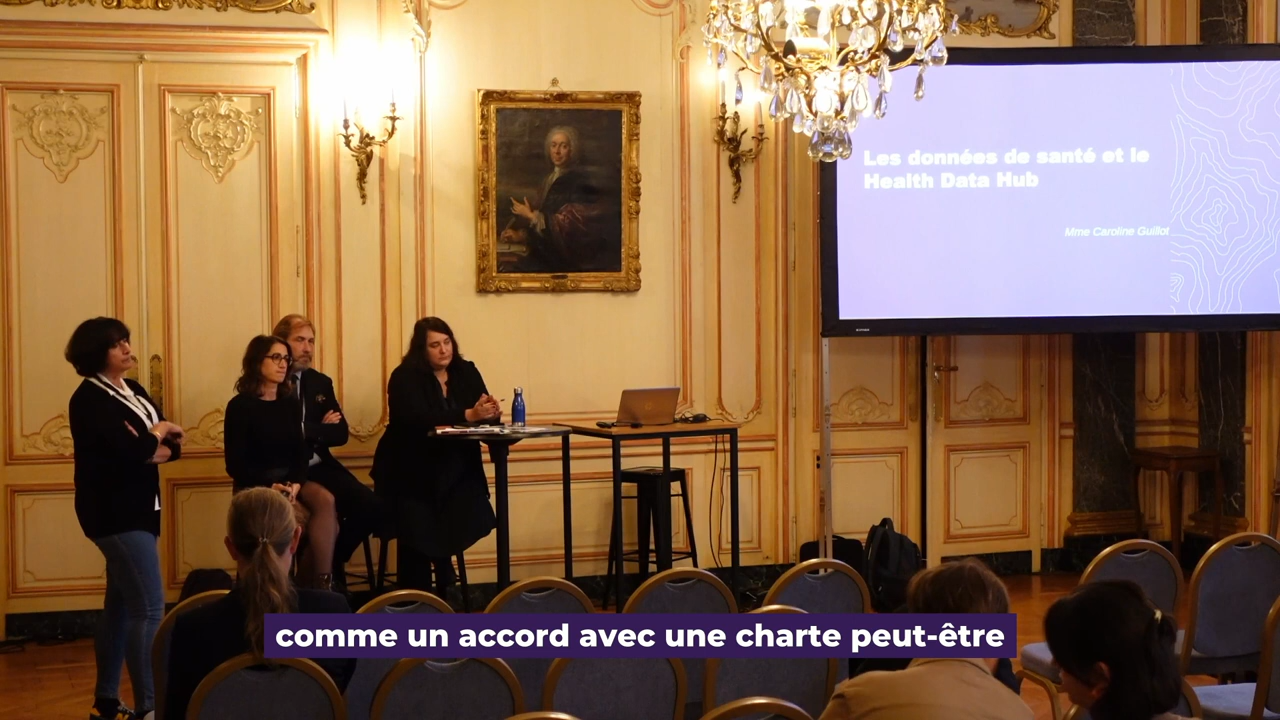 Les données de santé et le
Health Data Hub
Mme Caroline Guillot
comme un accord avec une charte peut-être